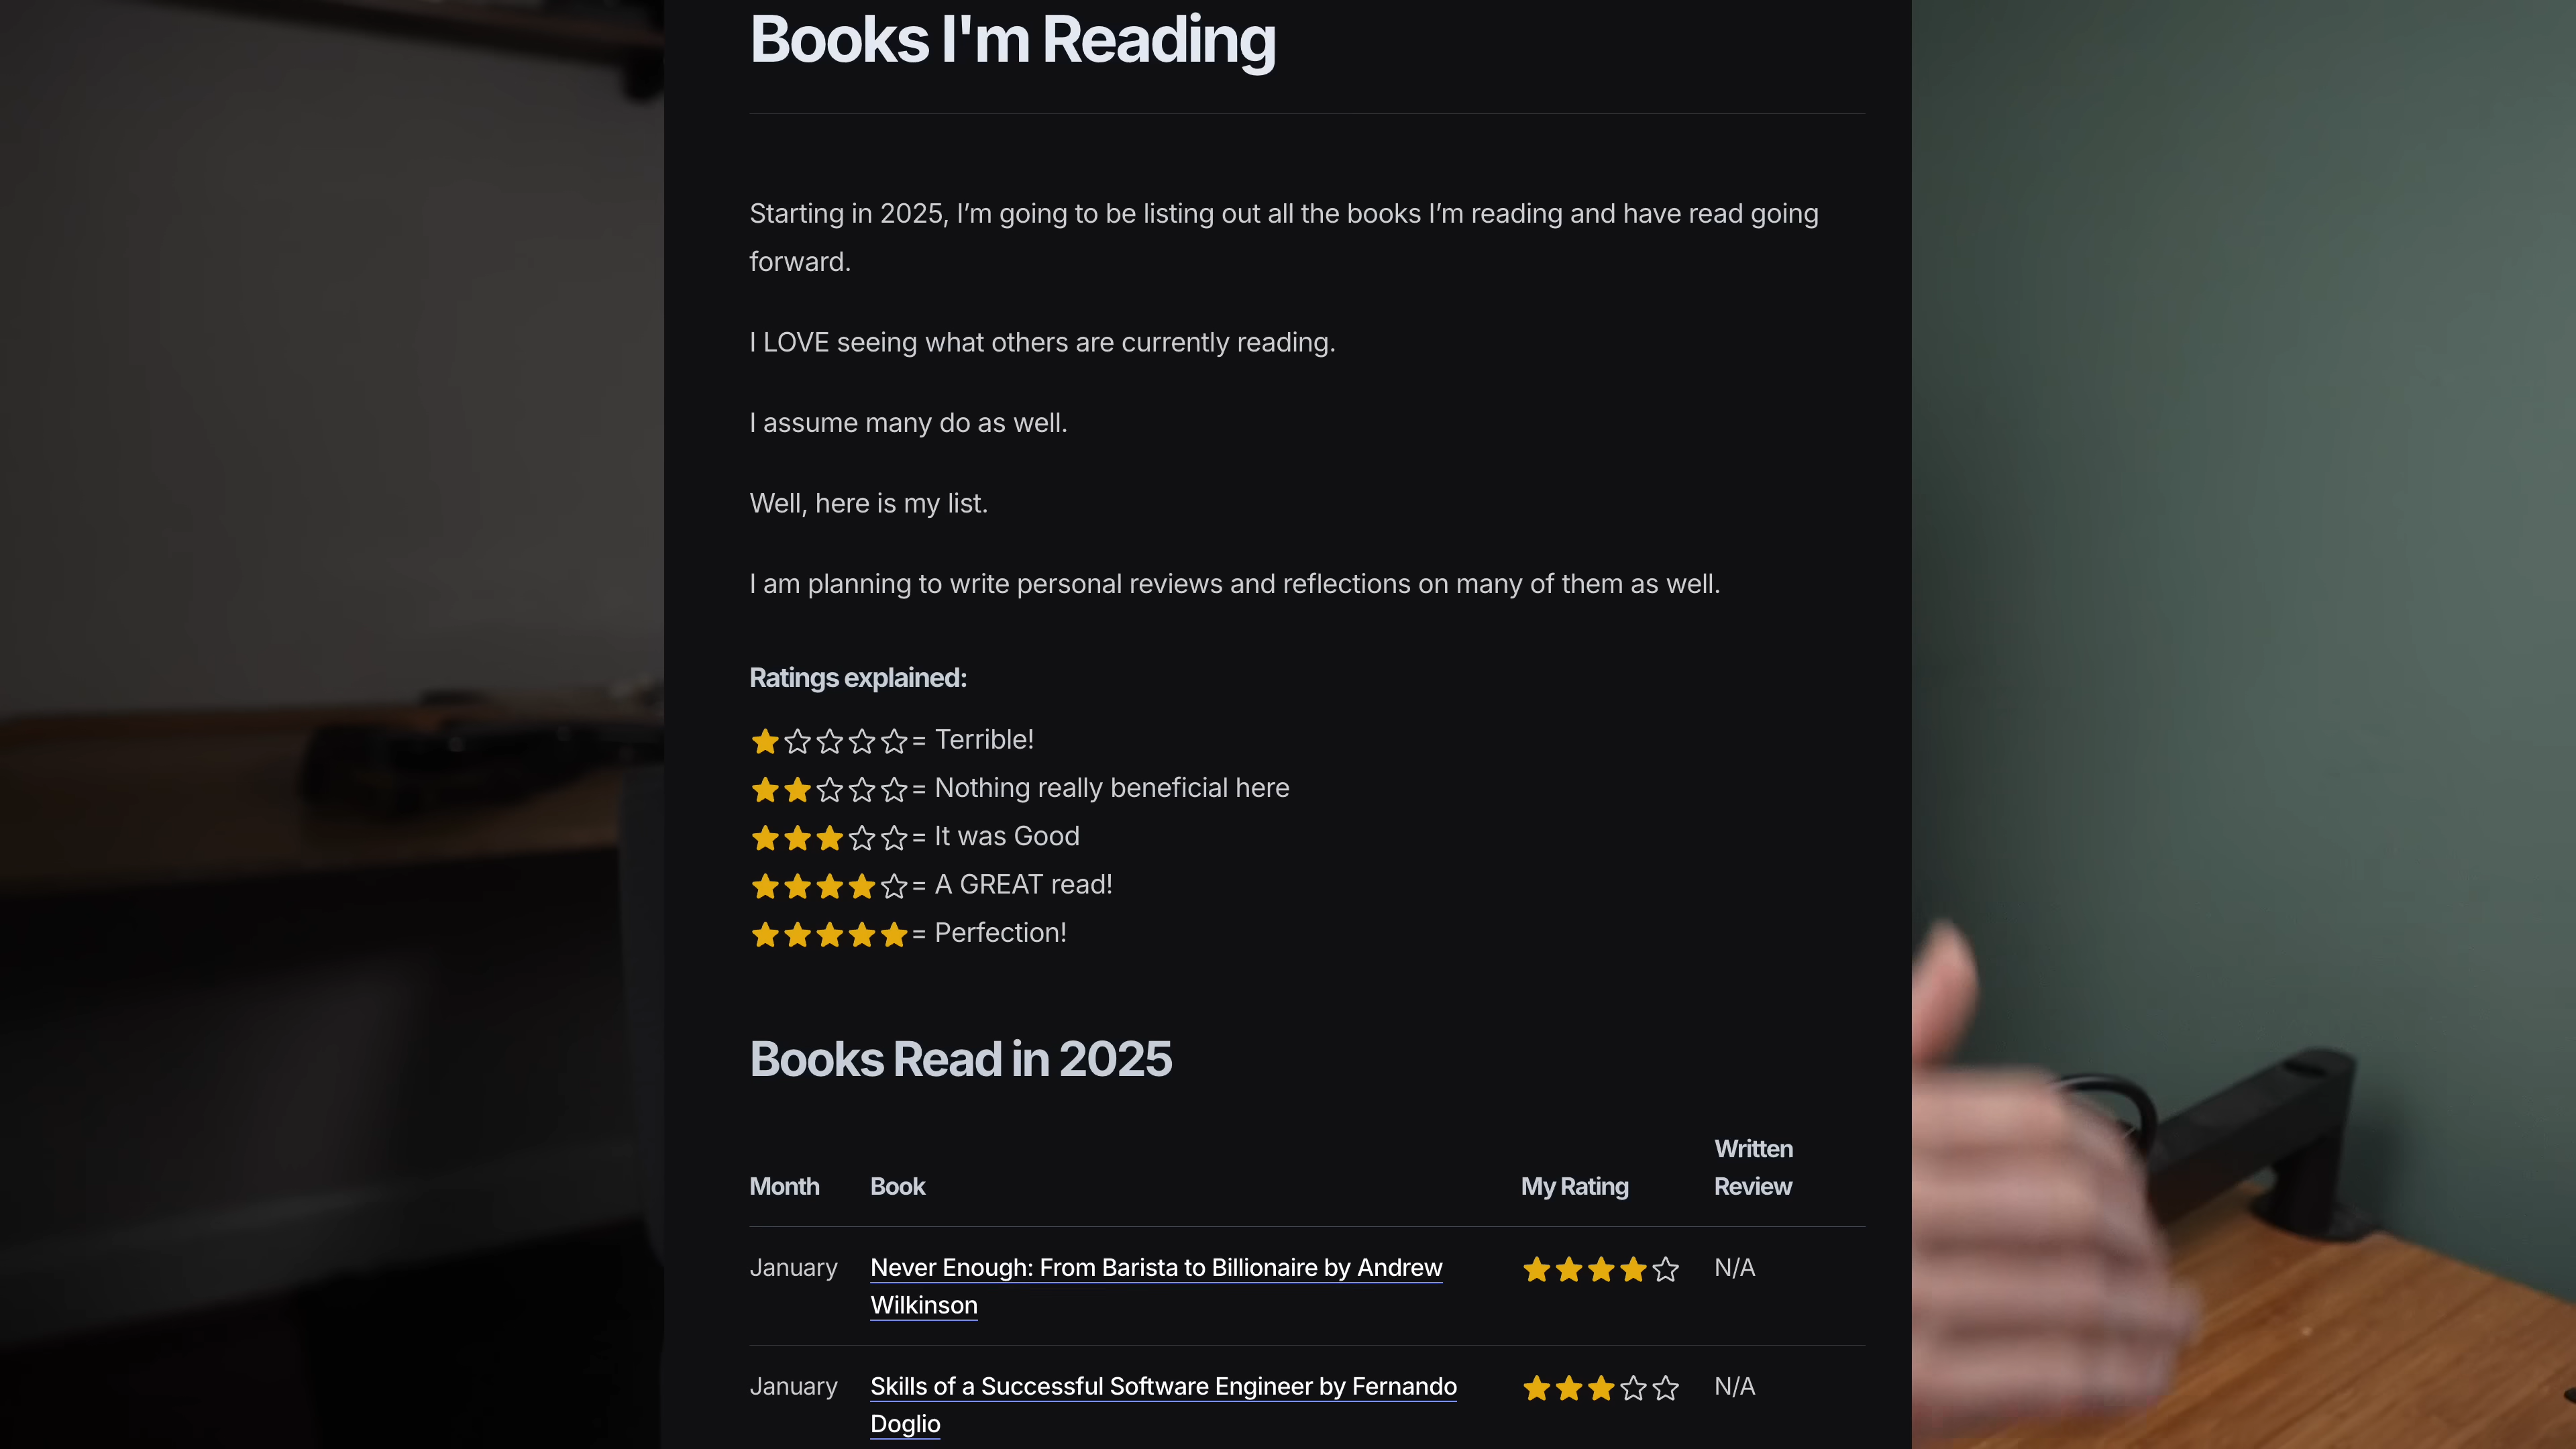 Books I'm Reading
Starting in 2025, I’m going to be listing out all the books I’m reading and have read going
forward.
I LOVE seeing what others are currently reading.
I assume many do as well.
Well, here is my list.
I am planning to write personal reviews and reflections on many of them as well.
Ratings explained:
★☆☆☆☆= Terrible!
★★☆☆☆= Nothing really beneficial here
★★★☆☆= It was Good
★★★★☆= A GREAT read!
★★★★★= Perfection!
Books Read in 2025
Month Book My Rating Written Review
January Never Enough: From Barista to Billionaire by Andrew ★★★★☆ N/A
Wilkinson
January Skills of a Successful Software Engineer by Fernando ★★★☆☆ N/A
Doglio